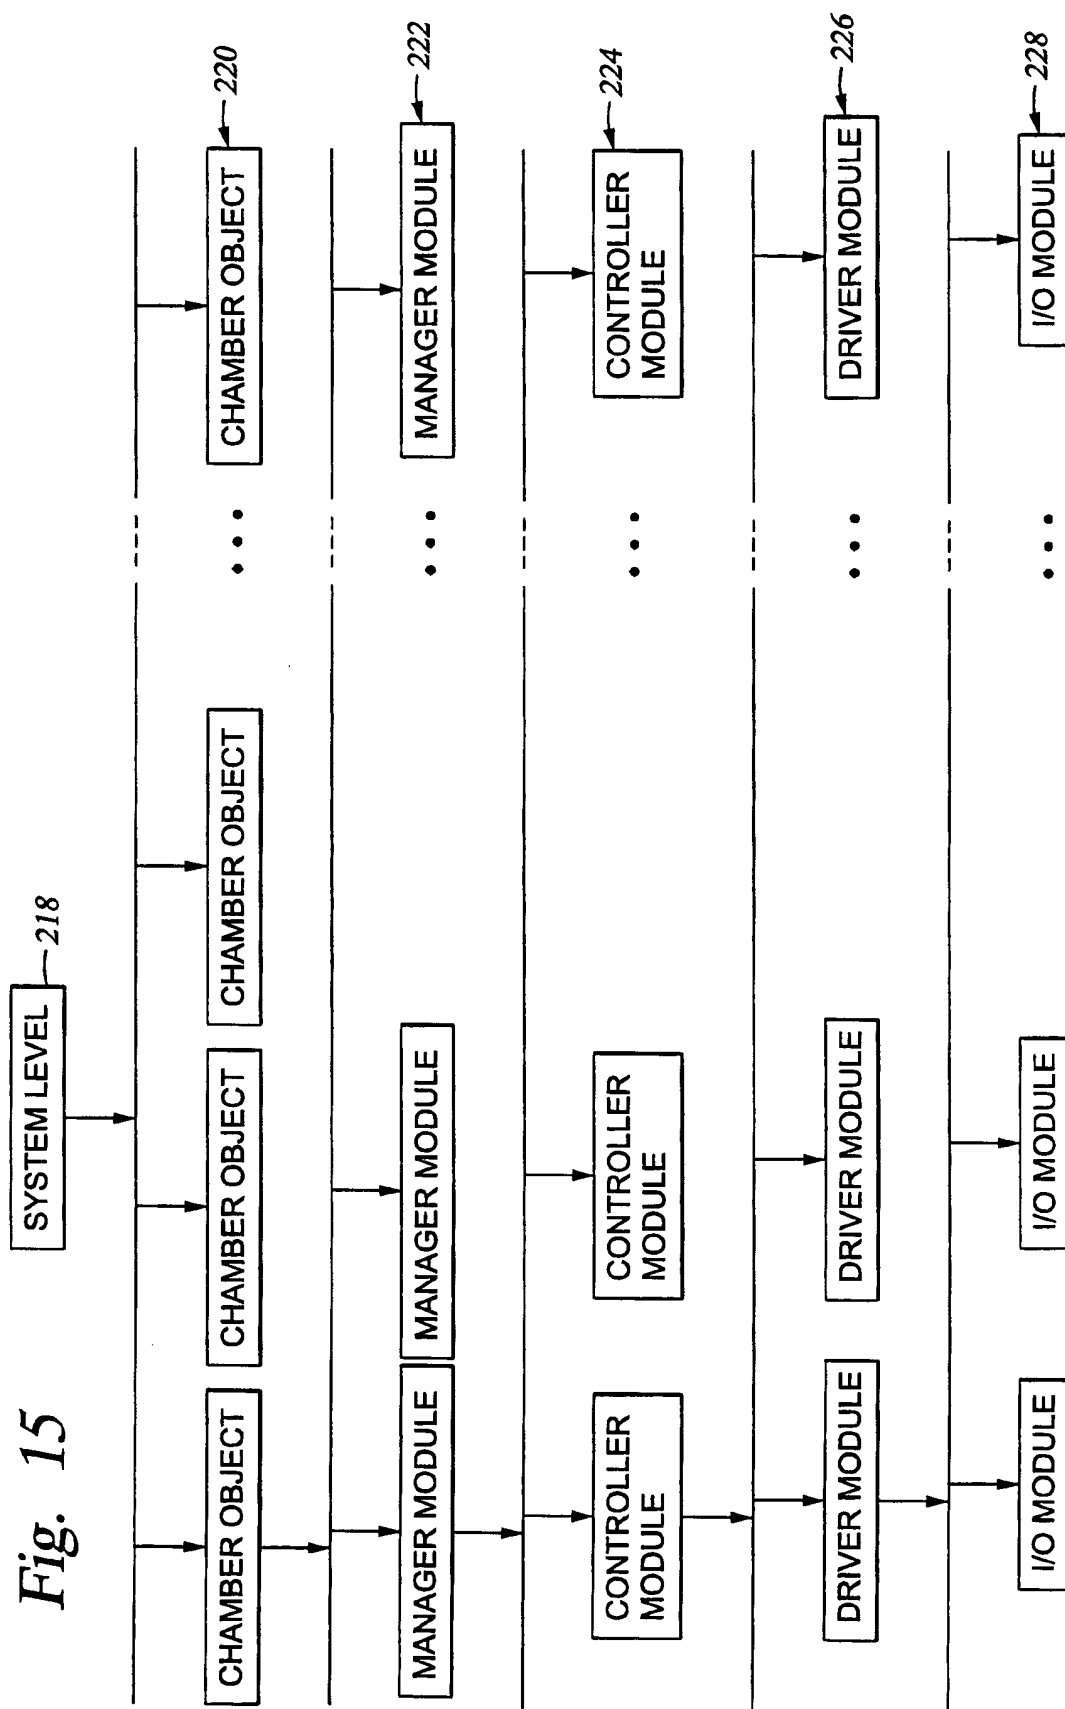 Fig. 15
SYSTEM LEVEL
218
CHAMBER OBJECT
CHAMBER OBJECT
CHAMBER OBJECT
• • •
CHAMBER OBJECT
220
MANAGER MODULE
MANAGER MODULE
• • •
MANAGER MODULE
222
CONTROLLER
MODULE
CONTROLLER
MODULE
• • •
CONTROLLER
MODULE
224
DRIVER MODULE
DRIVER MODULE
• • •
DRIVER MODULE
226
I/O MODULE
I/O MODULE
• • •
I/O MODULE
228